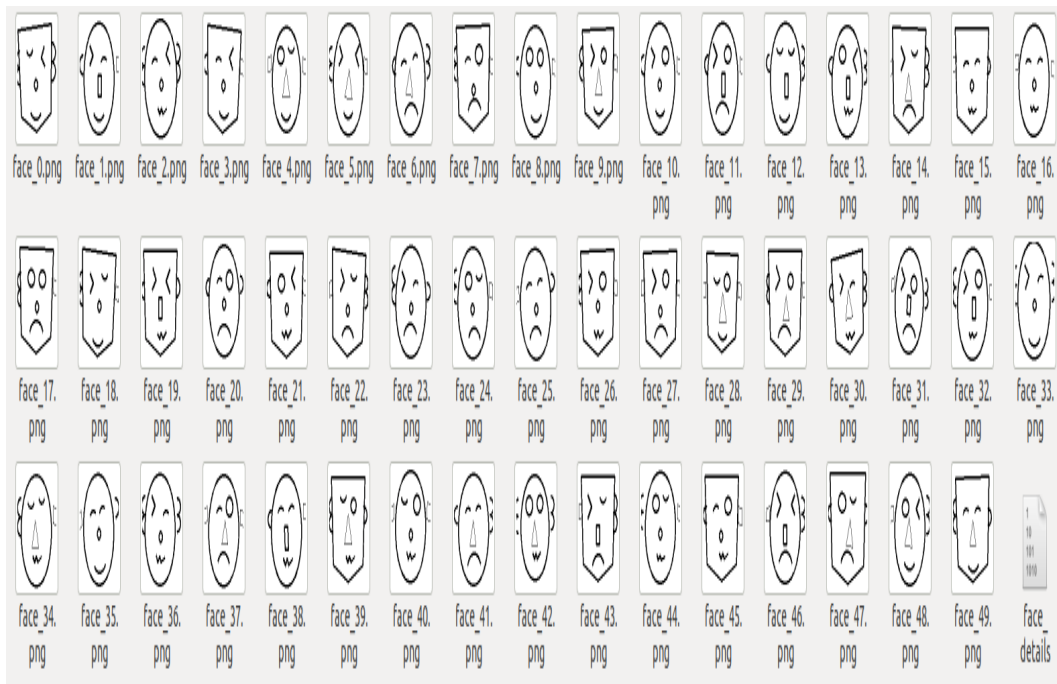 face_0.png face_1.png face_2.png face_3.png face_4.png face_5.png face_6.png face_7.png face_8.png face_9.png face_10. face_11. face_12. face_13. face_14. face_15. face_16.
png png png png png png png
face_17. face_18. face_19. face_20. face_21. face_22. face_23. face_24. face_25. face_26. face_27. face_28. face_29. face_30. face_31. face_32. face_33.
png png png png png png png png png png png png png png png png png
face_34. face_35. face_36. face_37. face_38. face_39. face_40. face_41. face_42. face_43. face_44. face_45. face_46. face_47. face_48. face_49. face_
png png png png png png png png png png png png png png png png details
1
10
101
1010